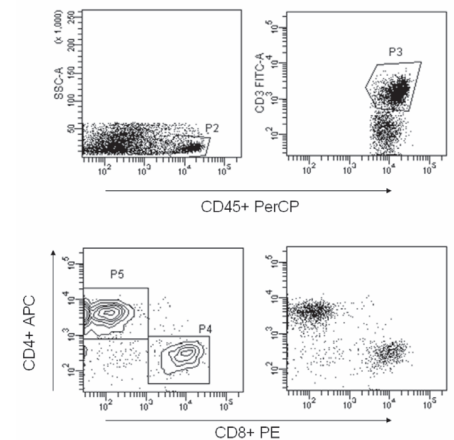 (x 1,000)
SSC-A
50 100 150 200 250
P2
10² 10³ 10⁴ 10⁵
CD3 FITC-A
10² 10³ 10⁴ 10⁵
P3
10² 10³ 10⁴ 10⁵
CD45+ PerCP
CD4+ APC
10² 10³ 10⁴ 10⁵
P5
P4
10² 10³ 10⁴ 10⁵
10² 10³ 10⁴ 10⁵
10² 10³ 10⁴ 10⁵
CD8+ PE